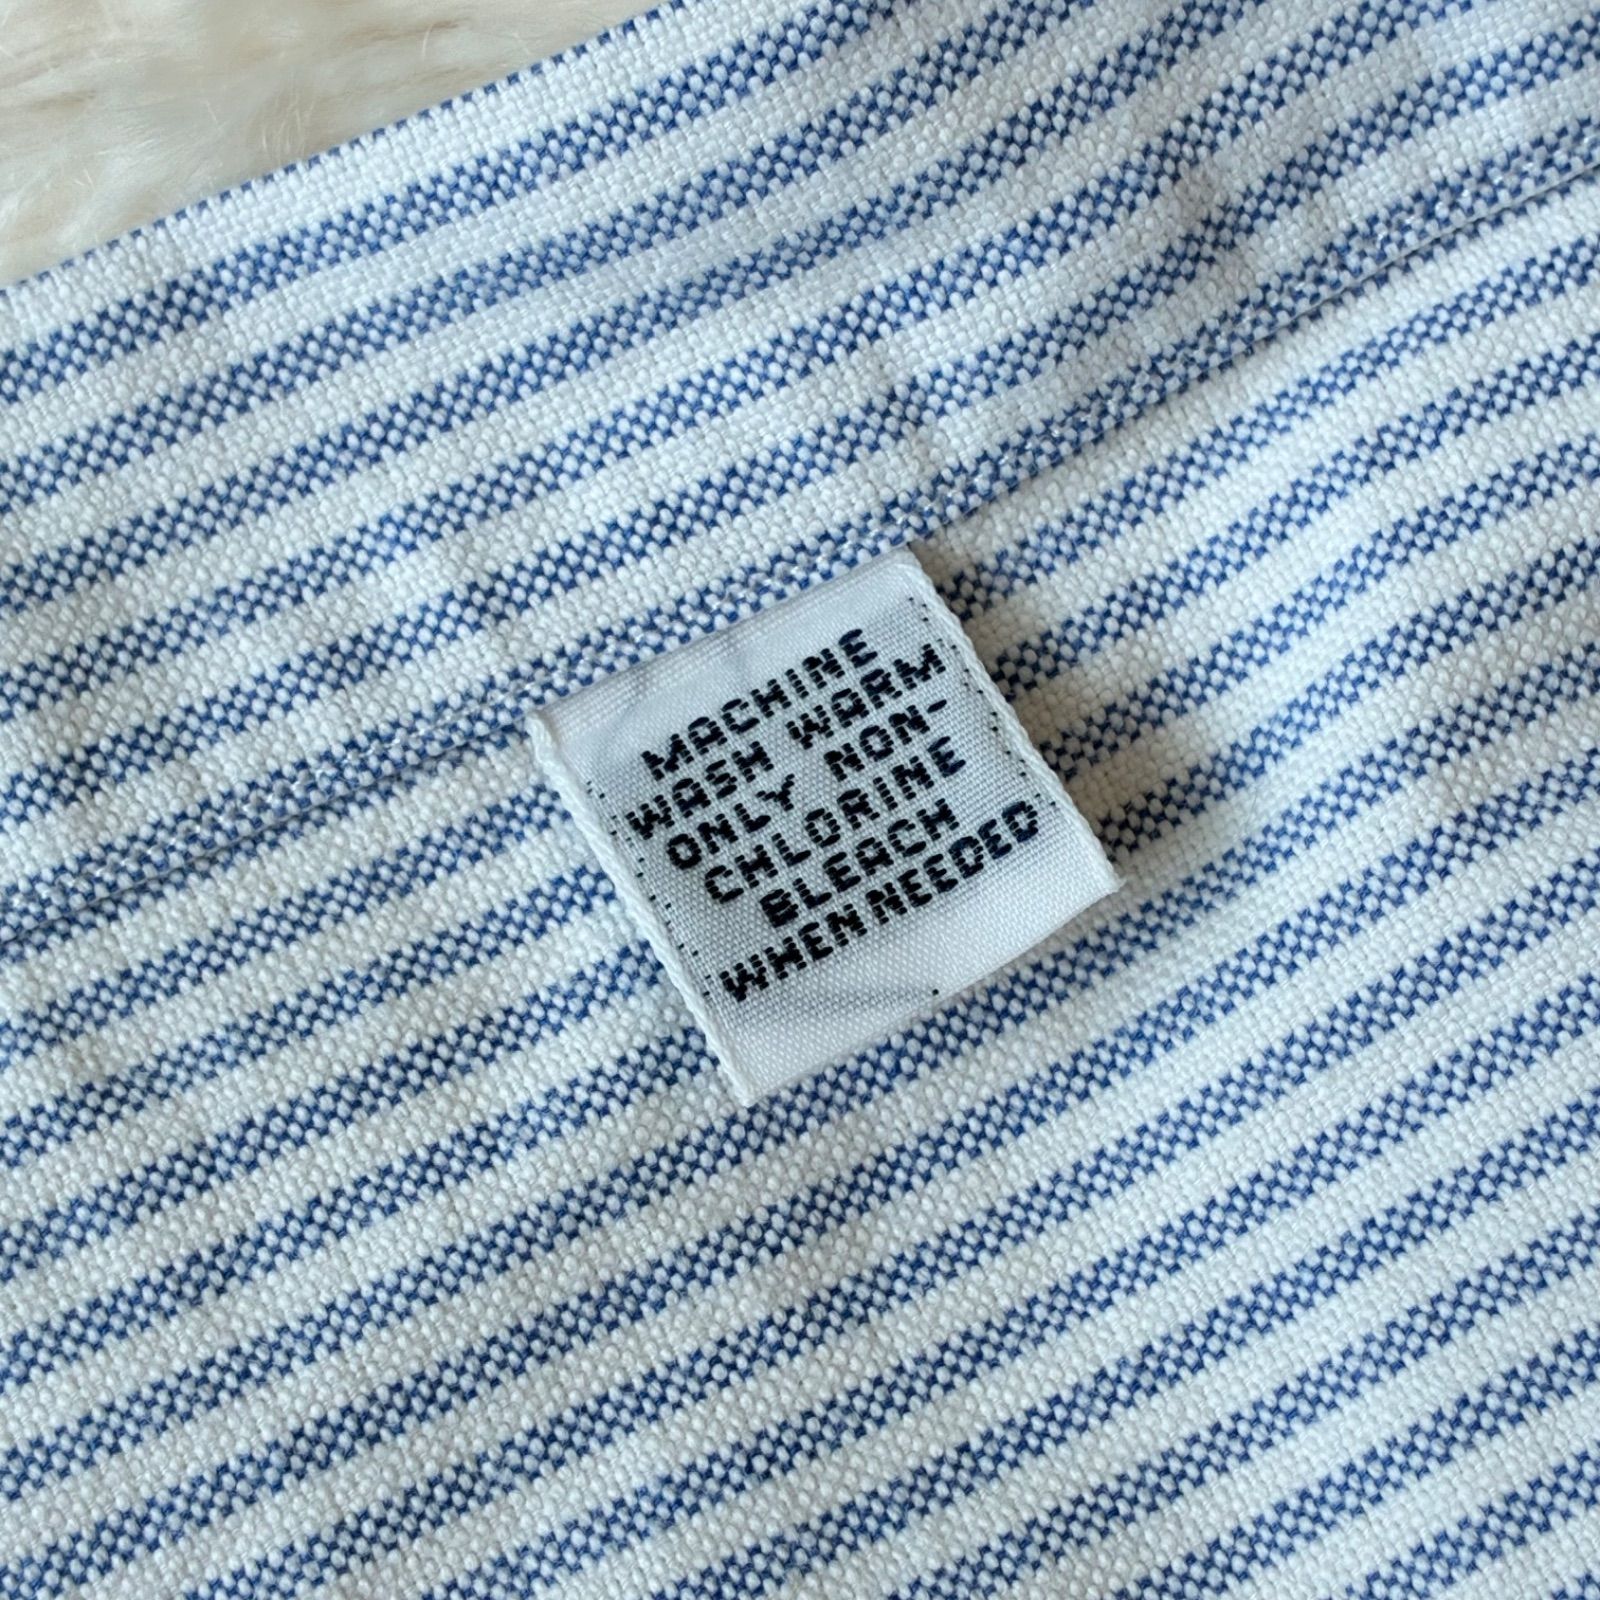 MACHINE
WASH WARM
ONLY NON-
CHLORINE
BLEACH
WHEN NEEDED